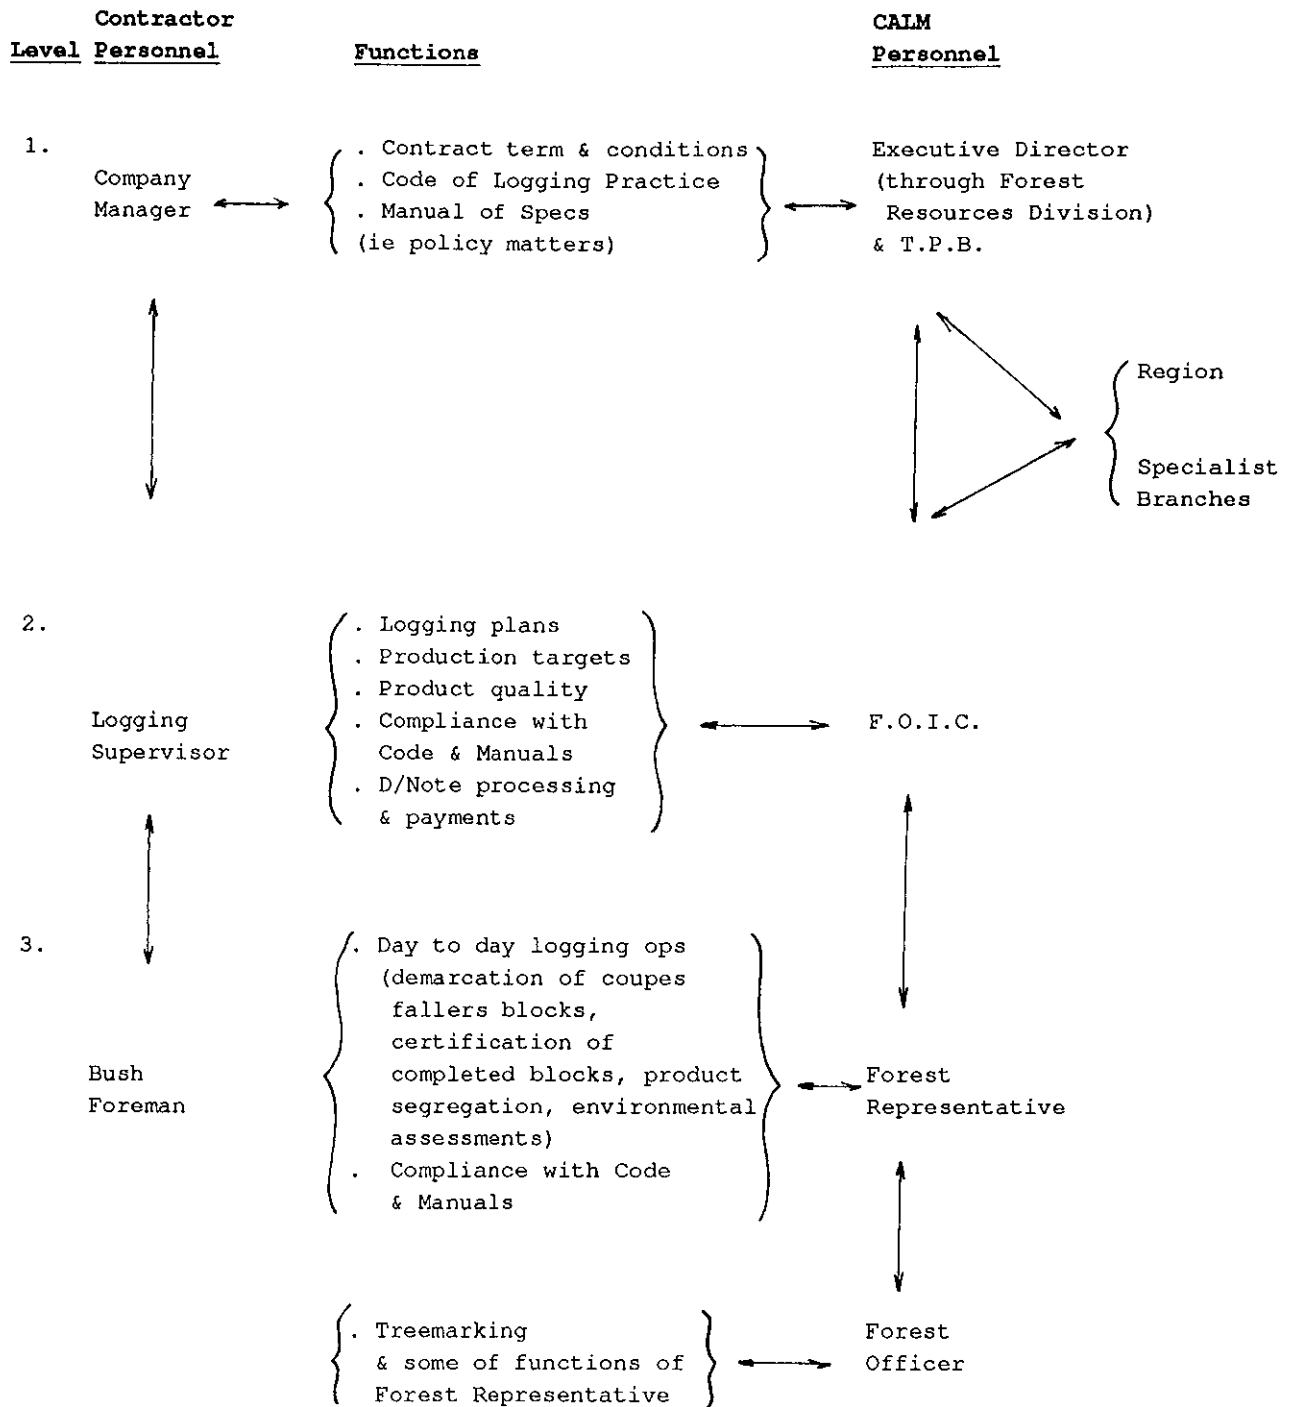 Contractor
CALM
Level Personnel
Functions
Personnel
1.
Company
Manager
. Contract term & conditions
. Code of Logging Practice
. Manual of Specs
(ie policy matters)
Executive Director
(through Forest
Resources Division)
& T.P.B.
Region
Specialist
Branches
2.
Logging
Supervisor
. Logging plans
. Production targets
. Product quality
. Compliance with
Code & Manuals
. D/Note processing
& payments
F.O.I.C.
3.
Bush
Foreman
. Day to day logging ops
(demarcation of coupes
fallers blocks,
certification of
completed blocks, product
segregation, environmental
assessments)
. Compliance with Code
& Manuals
Forest
Representative
. Treemarking
& some of functions of
Forest Representative
Forest
Officer